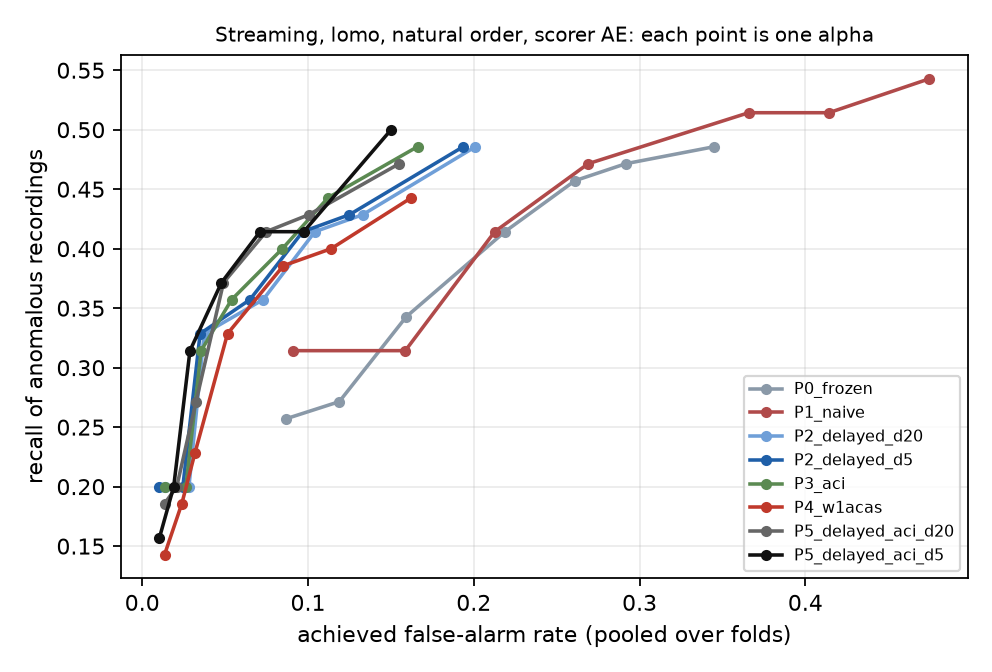 Streaming, lomo, natural order, scorer AE: each point is one alpha
0.55
0.50
0.45
0.40
0.35
0.30
0.25
0.20
0.15
recall of anomalous recordings
P0_frozen
P1_naive
P2_delayed_d20
P2_delayed_d5
P3_aci
P4_w1acas
P5_delayed_aci_d20
P5_delayed_aci_d5
0.0 0.1 0.2 0.3 0.4
achieved false-alarm rate (pooled over folds)